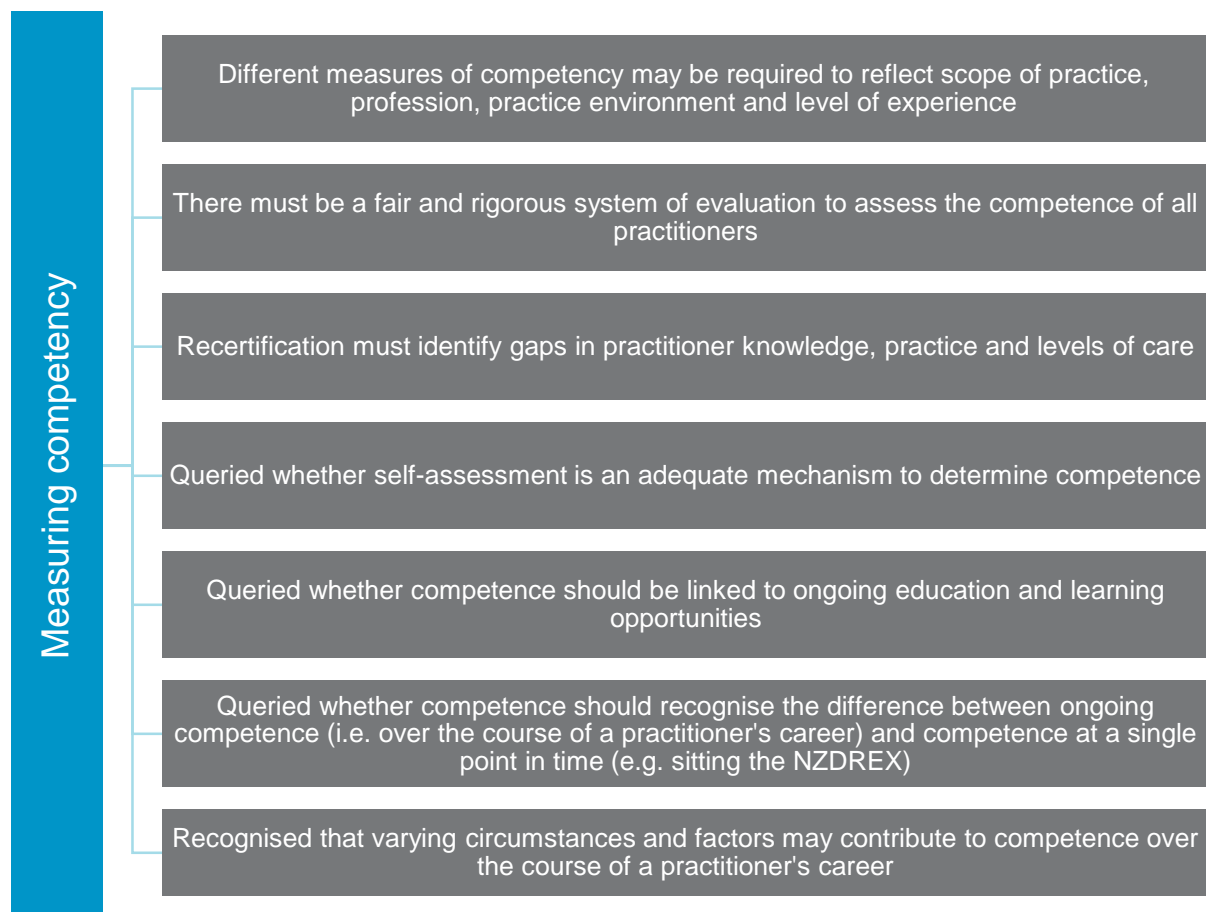 Measuring competency
Different measures of competency may be required to reflect scope of practice,
profession, practice environment and level of experience
There must be a fair and rigorous system of evaluation to assess the competence of all
practitioners
Recertification must identify gaps in practitioner knowledge, practice and levels of care
Queried whether self-assessment is an adequate mechanism to determine competence
Queried whether competence should be linked to ongoing education and learning
opportunities
Queried whether competence should recognise the difference between ongoing
competence (i.e. over the course of a practitioner's career) and competence at a single
point in time (e.g. sitting the NZDREX)
Recognised that varying circumstances and factors may contribute to competence over
the course of a practitioner's career